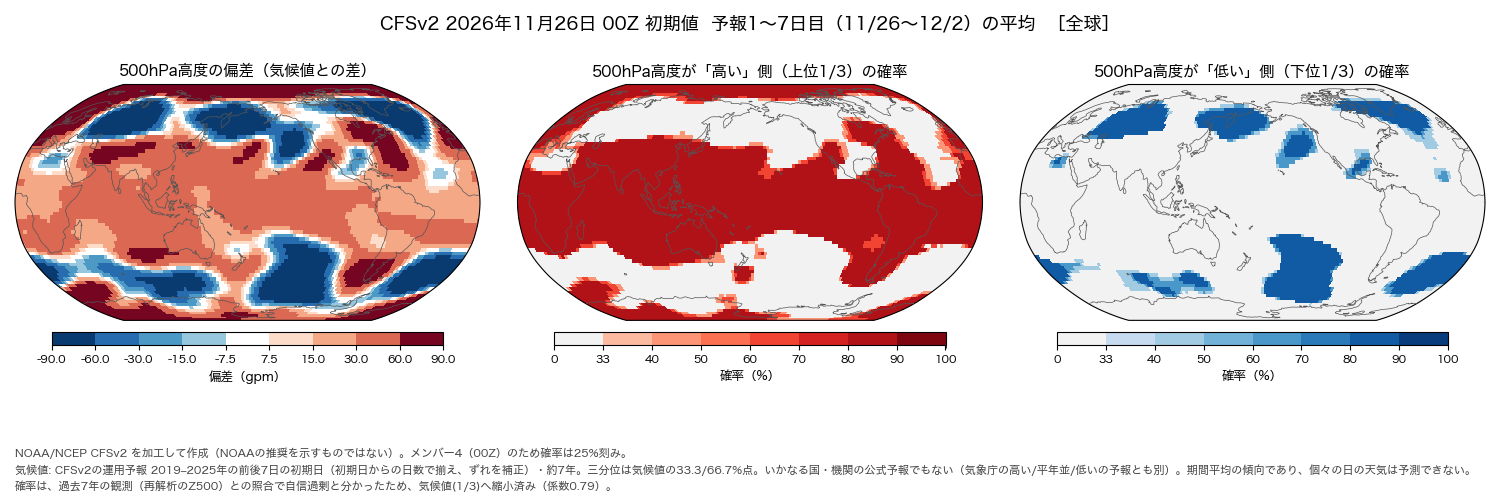 CFSv2 2026年11月26日 00Z 初期値 予報1～7日目（11/26～12/2）の平均 ［全球］
500hPa高度の偏差（気候値との差）
500hPa高度が「高い」側（上位1/3）の確率
500hPa高度が「低い」側（下位1/3）の確率
-90.0 -60.0 -30.0 -15.0 -7.5 7.5 15.0 30.0 60.0 90.0
偏差（gpm）
0 33 40 50 60 70 80 90 100
確率（%）
0 33 40 50 60 70 80 90 100
確率（%）
NOAA/NCEP CFSv2 を加工して作成（NOAAの推奨を示すものではない）。メンバー4（00Z）のため確率は25%刻み。
気候値: CFSv2の運用予報 2019–2025年の前後7日の初期日（初期日からの日数で揃え、ずれを補正）・約7年。三分位は気候値の33.3/66.7%点。いかなる国・機関の公式予報でもない（気象庁の高い/平年並/低いの予報とも別）。期間平均の傾向であり、個々の日の天気は予測できない。
確率は、過去7年の観測（再解析のZ500）との照合で自信過剰と分かったため、気候値(1/3)へ縮小済み（係数0.79）。